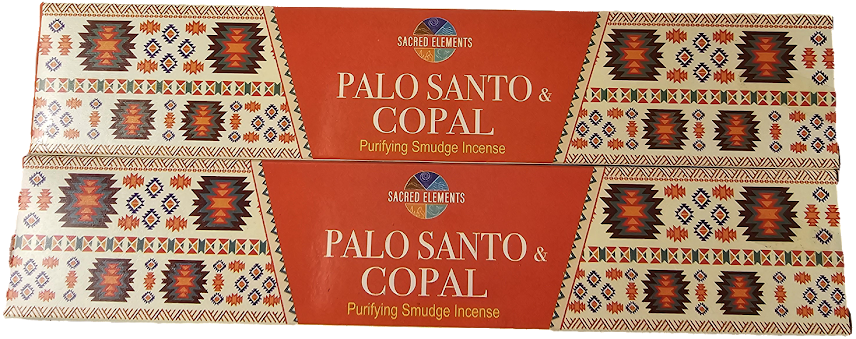 SACRED ELEMENTS
PALO SANTO &
COPAL
Purifying Smudge Incense
SACRED ELEMENTS
PALO SANTO &
COPAL
Purifying Smudge Incense